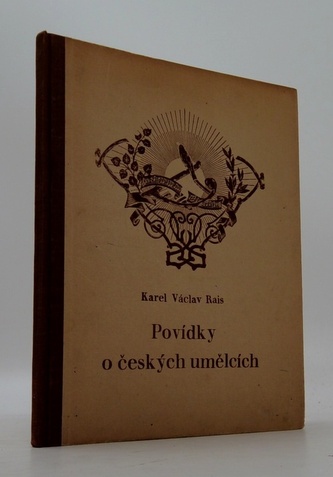 Karel Václav Rais
Povídky
o českých umělcích